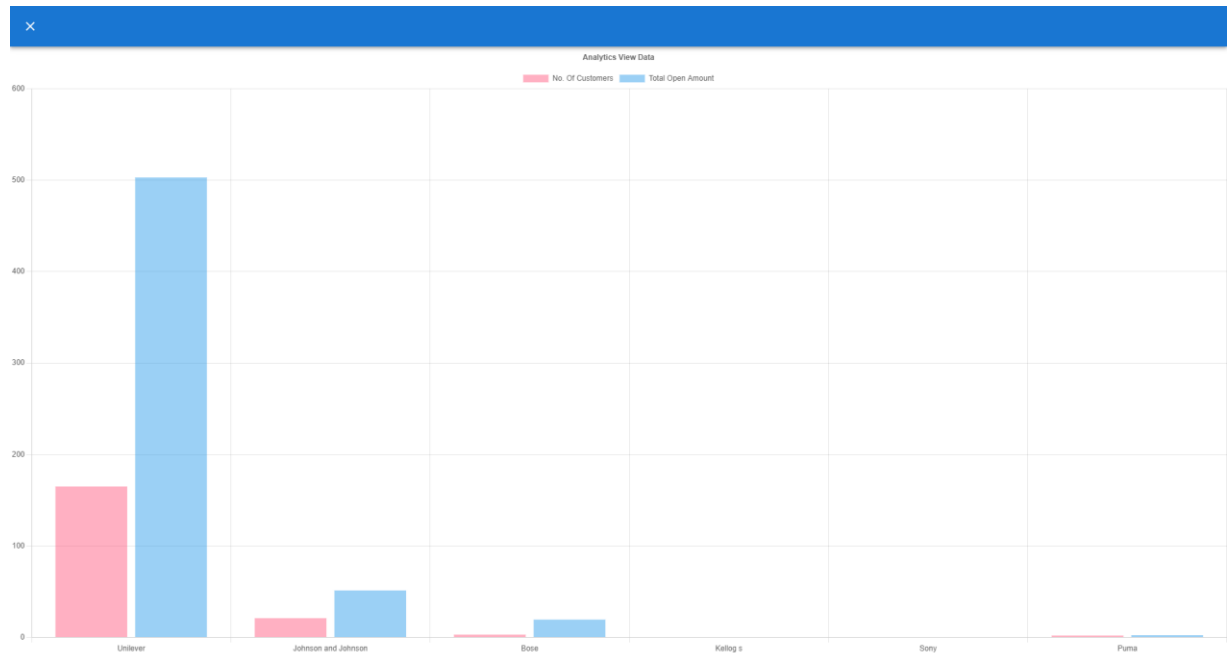 Analytics View Data
No. Of Customers Total Open Amount
600
500
400
300
200
100
0
Unilever Johnson and Johnson Bose Kellog s Sony Puma